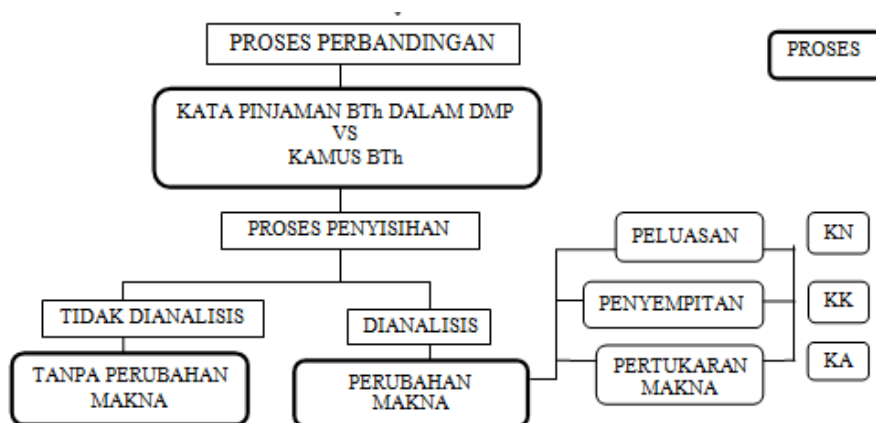 PROSES PERBANDINGAN
PROSES
KATA PINJAMAN BTh DALAM DMP
VS
KAMUS BTh
PROSES PENYISIHAN
PELUASAN
KN
PENYEMPITAN
KK
TIDAK DIANALISIS
DIANALISIS
TANPA PERUBAHAN
MAKNA
PERUBAHAN
MAKNA
PERTUKARAN
MAKNA
KA